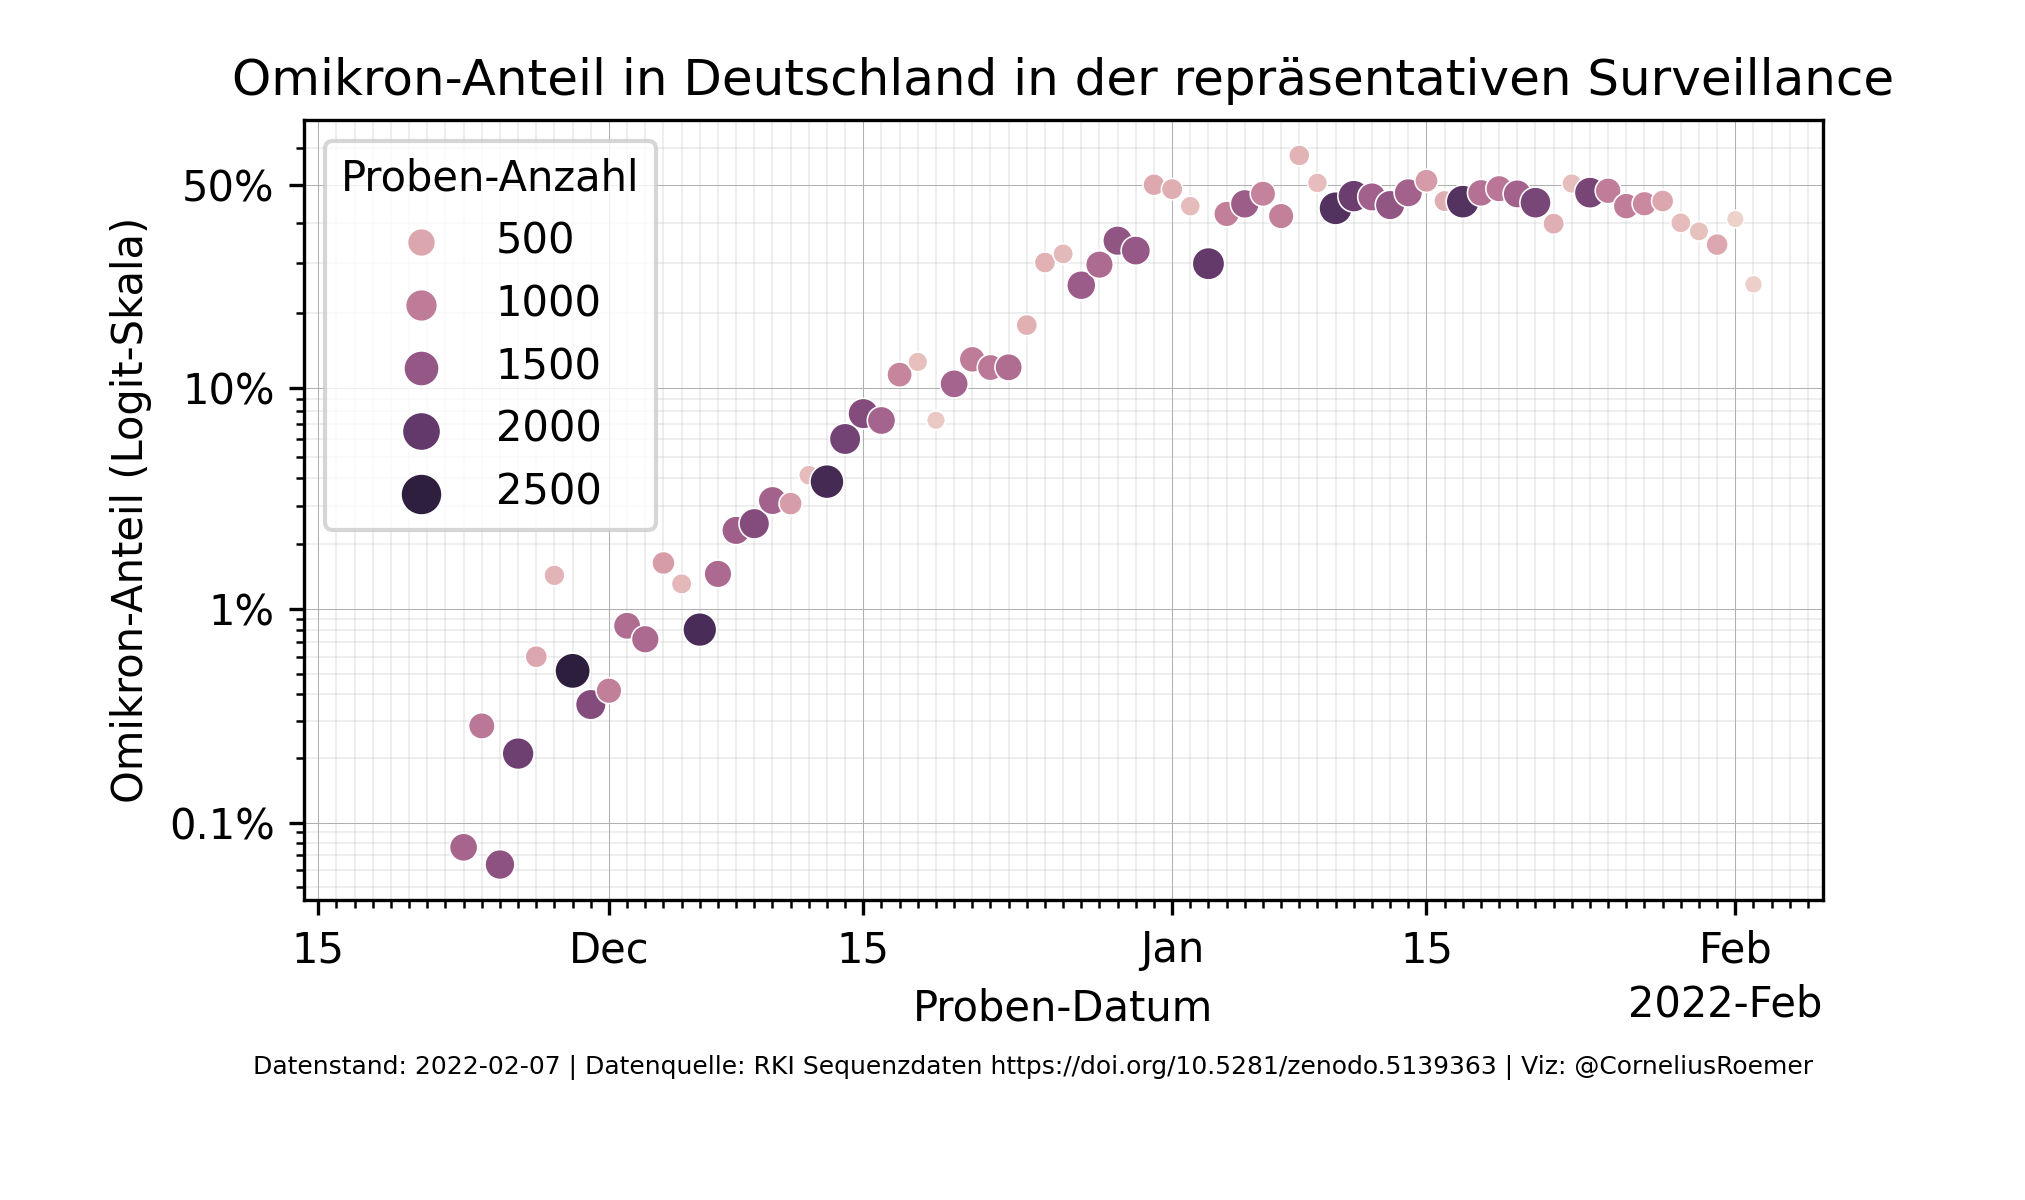 Omikron-Anteil in Deutschland in der repräsentativen Surveillance
Proben-Anzahl
500
1000
1500
2000
2500
Omikron-Anteil (Logit-Skala)
50%
10%
1%
0.1%
15
Dec
15
Jan
15
Feb
Proben-Datum
2022-Feb
Datenstand: 2022-02-07 | Datenquelle: RKI Sequenzdaten https://doi.org/10.5281/zenodo.5139363 | Viz: @CorneliusRoemer